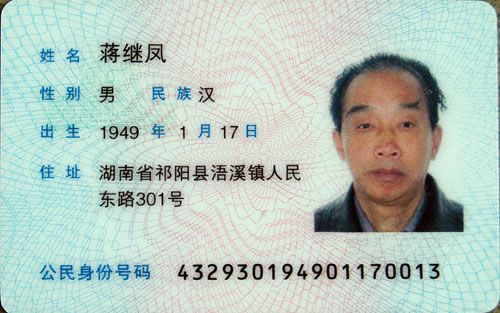 姓名 蒋继凤
性别 男 民族 汉
出生 1949 年 1 月 17 日
住址 湖南省祁阳县浯溪镇人民
东路301号
公民身份号码 432930194901170013